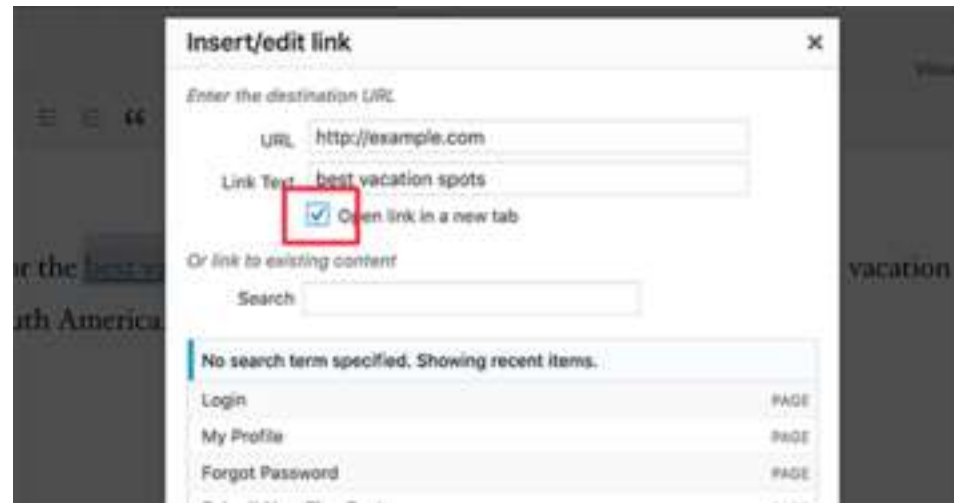 Insert/edit link ×
Enter the destination URL
URL http://example.com
Link Text best vacation spots
Open link in a new tab
Or link to existing content
Search
No search term specified. Showing recent items.
Login PAGE
My Profile PAGE
Forgot Password PAGE
the best
vacation
America